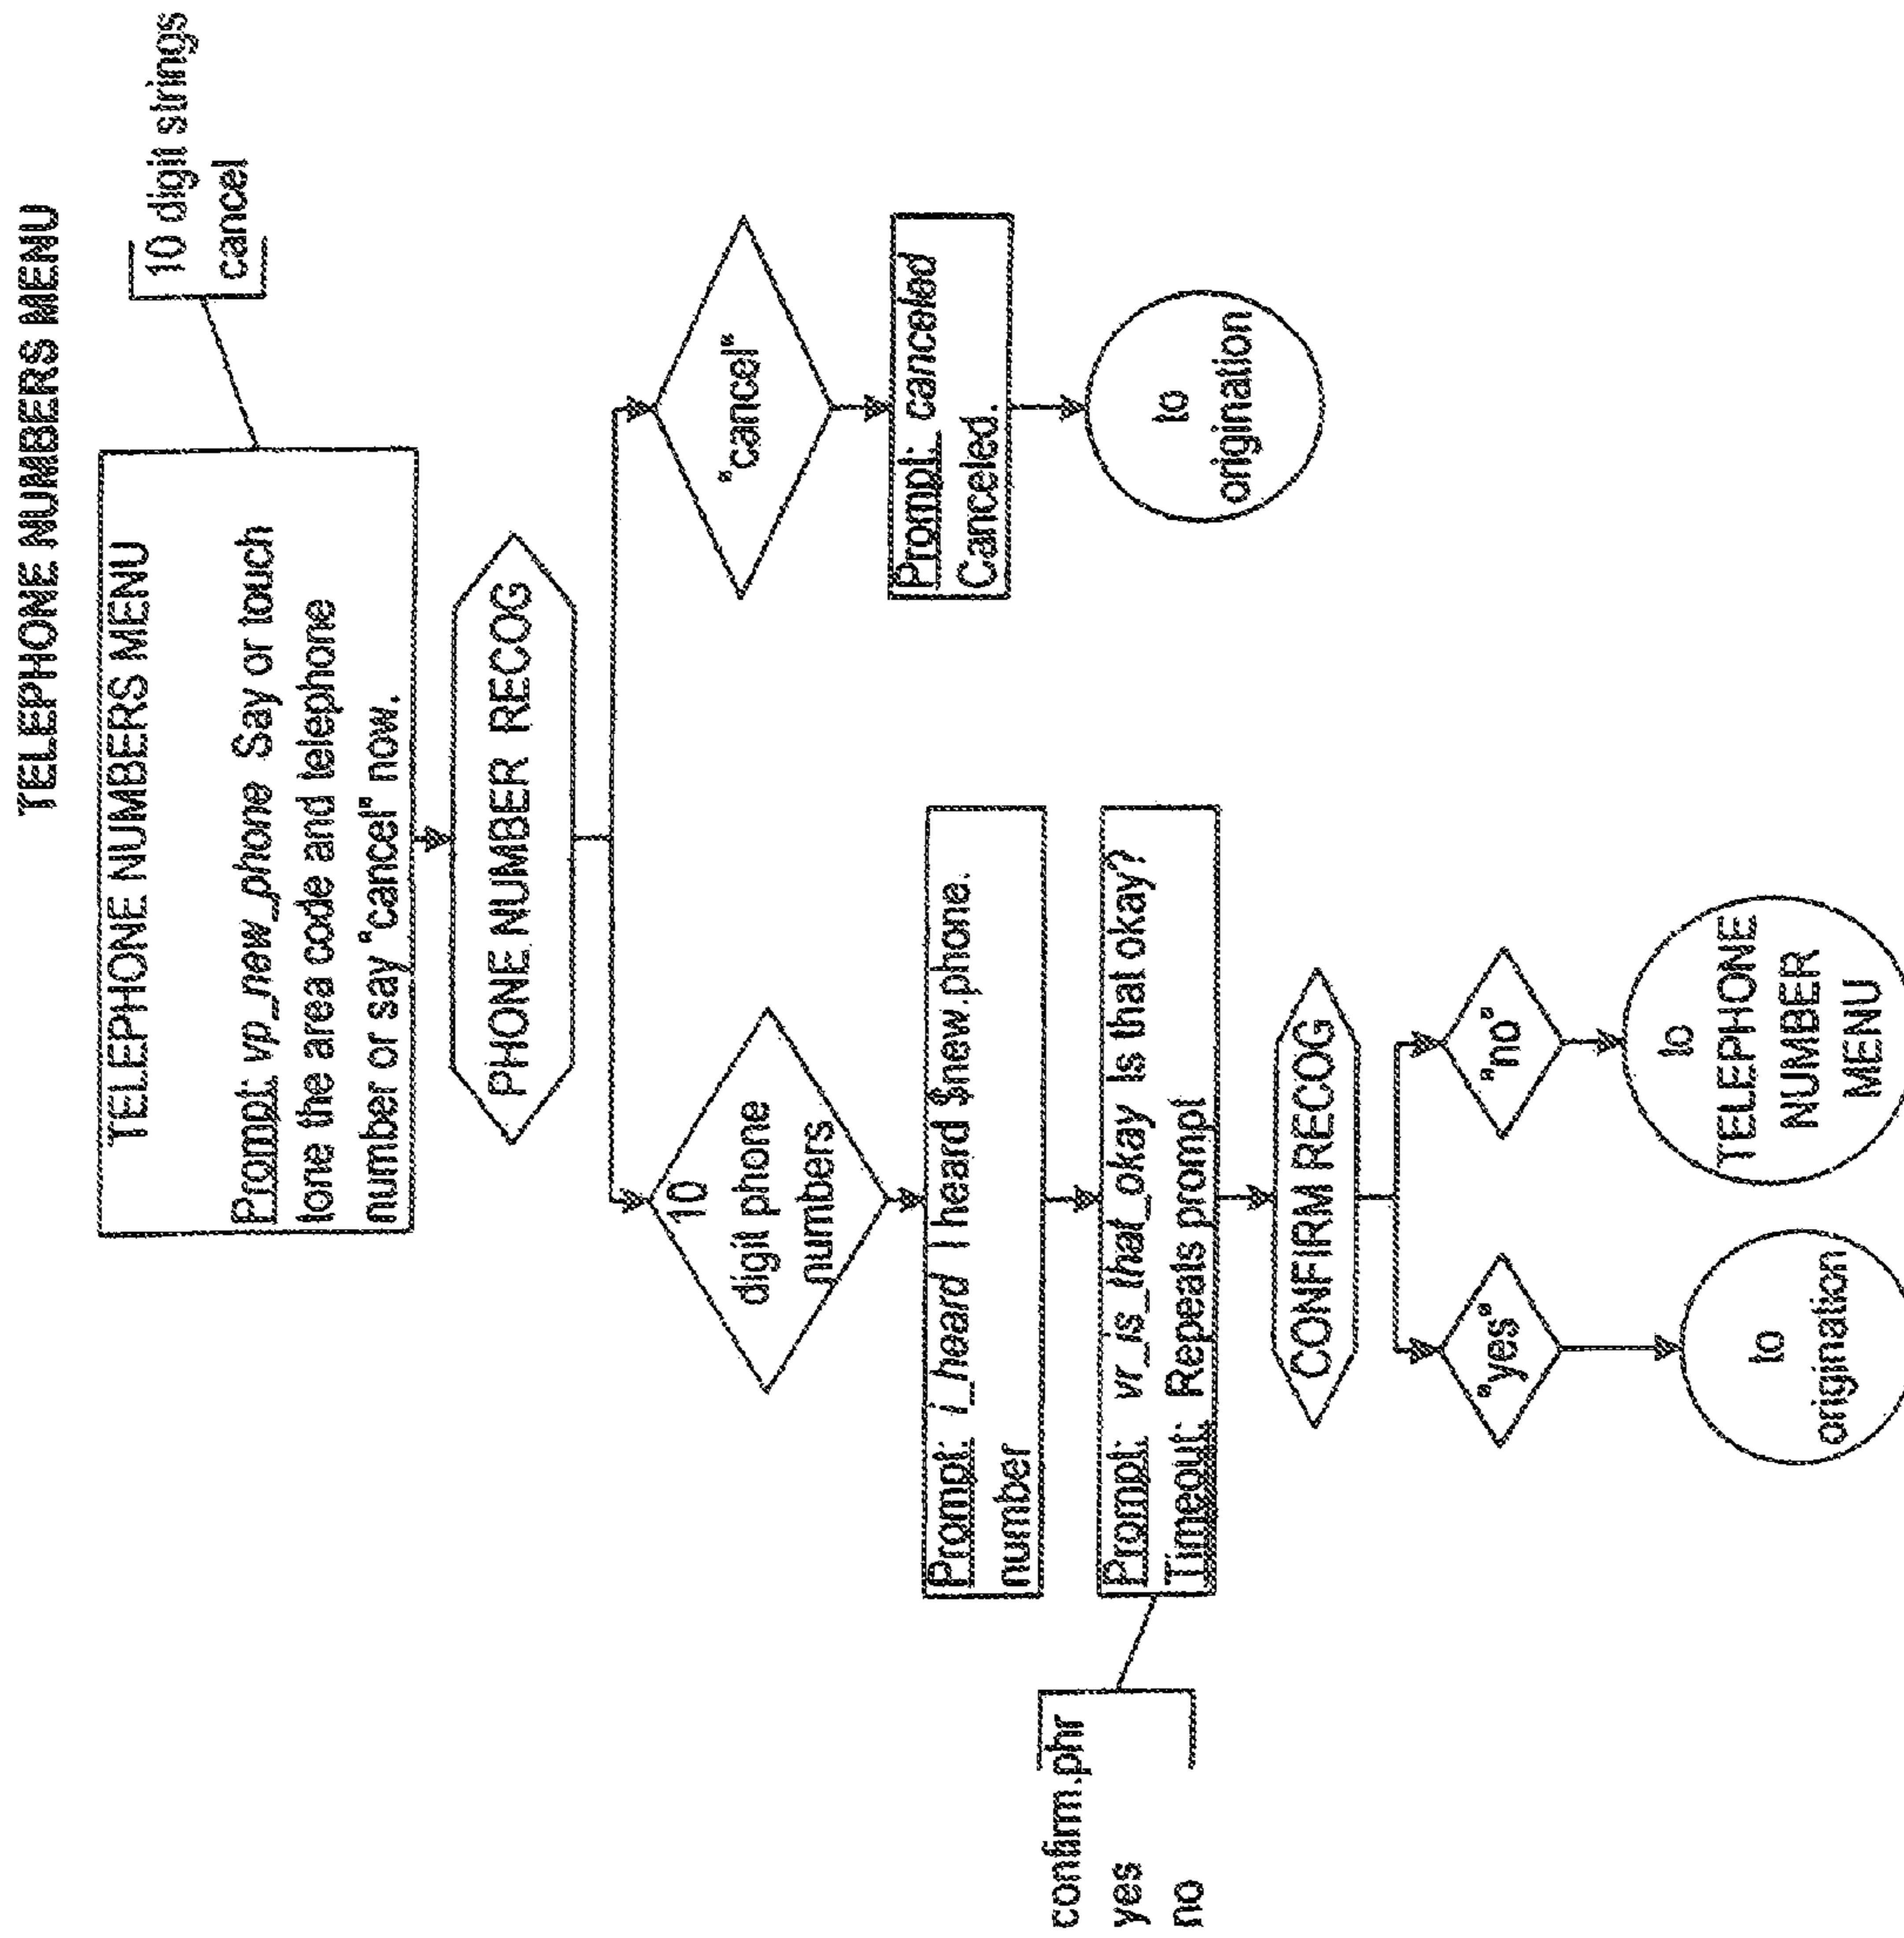 TELEPHONE NUMBERS MENU
TELEPHONE NUMBERS MENU
Prompt: vp_new_phone Say or touch
tone the area code and telephone
number or say "cancel" now.
10 digit strings
cancel
PHONE NUMBER RECOG
10
digit phone
numbers
"cancel"
Prompt: i_heard I heard $new.phone.
number
Prompt: canceled
Canceled.
to
origination
confirm.phr
yes
no
Prompt: vr_is_that_okay Is that okay?
Timeout: Repeats prompt
CONFIRM RECOG
"yes"
"no"
to
origination
to
TELEPHONE
NUMBER
MENU